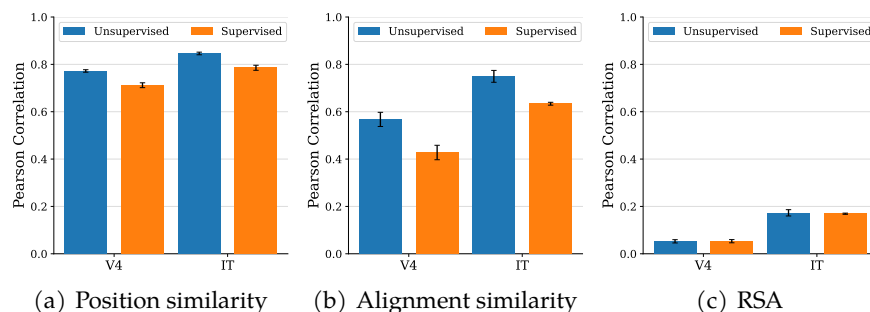 Unsupervised Supervised
Pearson Correlation
1.0
0.8
0.6
0.4
0.2
0.0
V4 IT
(a) Position similarity
Unsupervised Supervised
Pearson Correlation
1.0
0.8
0.6
0.4
0.2
0.0
V4 IT
(b) Alignment similarity
Unsupervised Supervised
Pearson Correlation
1.0
0.8
0.6
0.4
0.2
0.0
V4 IT
(c) RSA